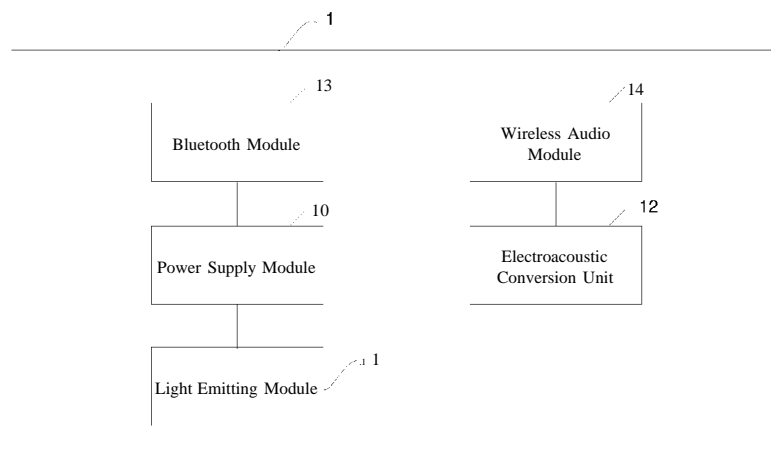 1
13
14
Bluetooth Module
Wireless Audio
Module
10
12
Power Supply Module
Electroacoustic
Conversion Unit
1
Light Emitting Module